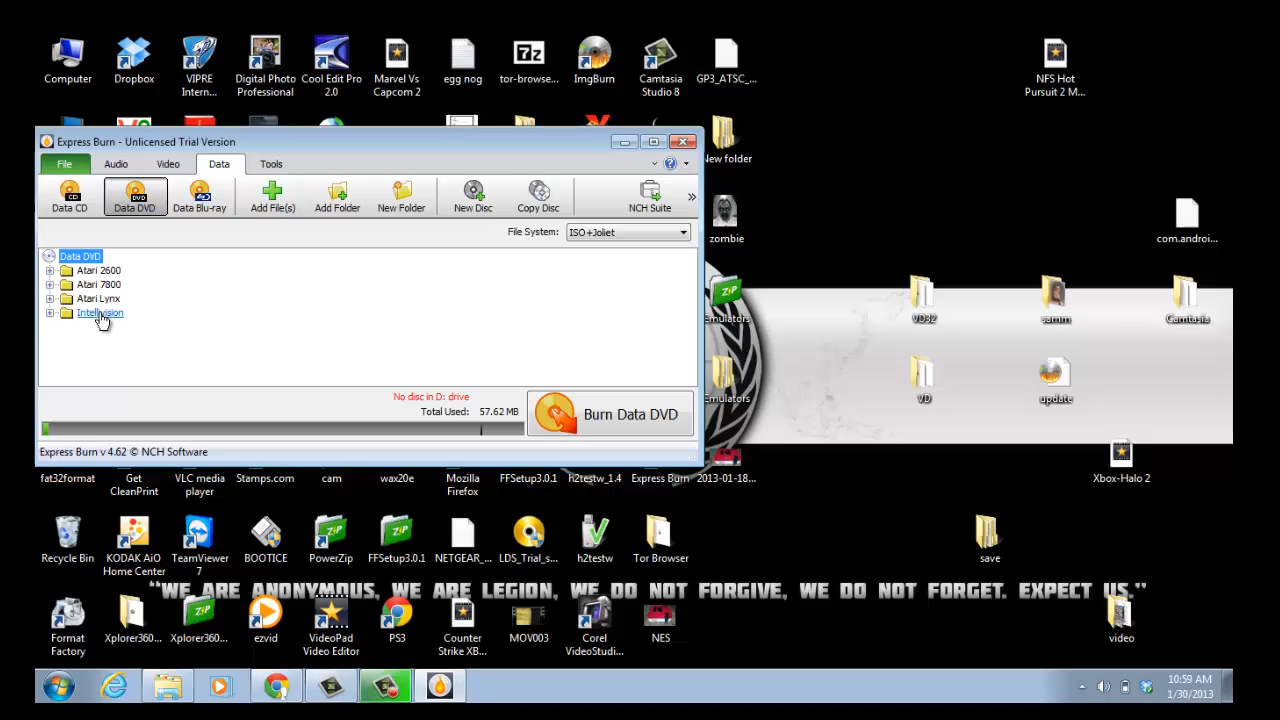 Computer
Dropbox
VIPRE
Intern...
Digital Photo
Professional
Cool Edit Pro
2.0
Marvel Vs
Capcom 2
egg nog
7z
tor-browse...
ImgBurn
Camtasia
Studio 8
GP3_ATSC_...
NFS Hot
Pursuit 2 M...
Express Burn - Unlicensed Trial Version
File
Audio
Video
Data
Tools
Data CD
Data DVD
Data Blu-ray
Add File(s)
Add Folder
New Folder
New Disc
Copy Disc
NCH Suite
»
File System:
ISO+Joliet
Data DVD
Atari 2600
Atari 7800
Atari Lynx
Intellivision
No disc in D: drive
Total Used:
57.62 MB
Burn Data DVD
Express Burn v 4.62 © NCH Software
New folder
zombie
com.androi...
ZIP
Emulators
VD32
samm
Camtasia
Emulators
VD
update
Xbox-Halo 2
fat32format
Get
CleanPrint
VLC media
player
Stamps.com
cam
wax20e
Mozilla
Firefox
FFSetup3.0.1
h2testw_1.4
Express Burn
2013-01-18...
Recycle Bin
KODAK AiO
Home Center
TeamViewer
7
BOOTICE
PowerZip
FFSetup3.0.1
NETGEAR_...
LDS_Trial_s...
h2testw
Tor Browser
save
“WE ARE ANONYMOUS, WE ARE LEGION, WE DO NOT FORGIVE, WE DO NOT FORGET. EXPECT US.”
Format
Factory
Xplorer360...
Xplorer360...
ezvid
VideoPad
Video Editor
PS3
Counter
Strike XB...
MOV003
Corel
VideoStudi...
NES
video
10:59 AM
1/30/2013